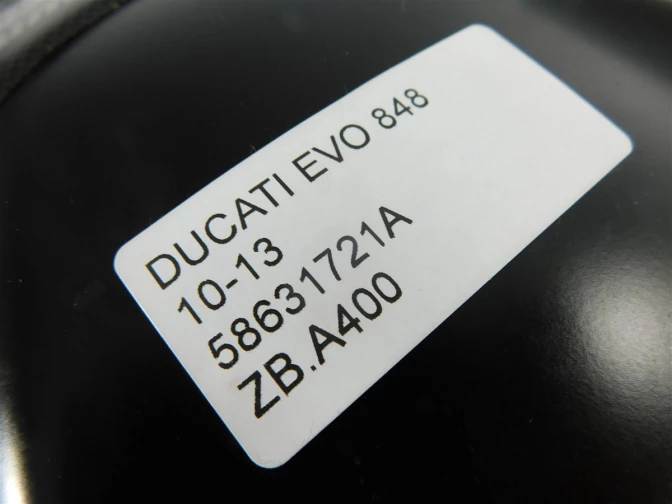 DUCATI EVO 848
10-13
58631721A
ZB.A400